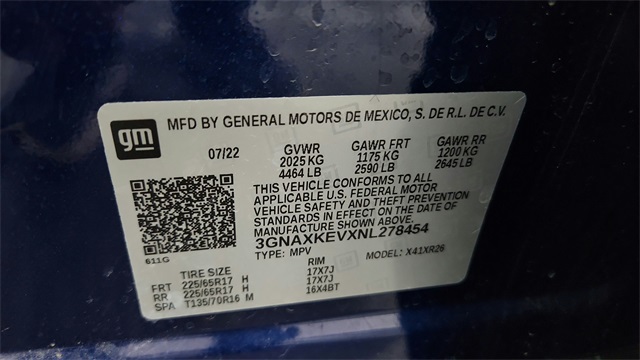 gm
MFD BY GENERAL MOTORS DE MEXICO, S. DE R.L. DE C.V.
07/22 GVWR GAWR FRT GAWR RR
2025 KG 1175 KG 1200 KG
4464 LB 2590 LB 2645 LB
THIS VEHICLE CONFORMS TO ALL
APPLICABLE U.S. FEDERAL MOTOR
VEHICLE SAFETY AND THEFT PREVENTION
STANDARDS IN EFFECT ON THE DATE OF
MANUFACTURE SHOWN ABOVE.
3GNAXKEVXNL278454
TYPE: MPV MODEL: X41XR26
611G
TIRE SIZE RIM
FRT 225/65R17 H 17X7J
RR 225/65R17 H 17X7J
SPA T135/70R16 M 16X4BT